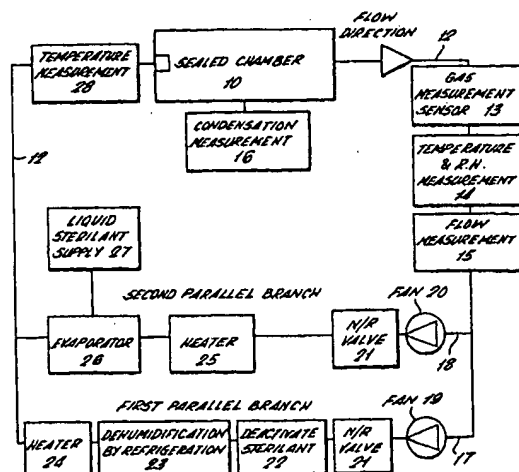 FLOW
DIRECTION
12
TEMPERATURE
MEASUREMENT
28
SEALED CHAMBER
10
GAS
MEASUREMENT
SENSOR 13
CONDENSATION
MEASUREMENT
16
TEMPERATURE
& R.H.
MEASUREMENT
14
12
FLOW
MEASUREMENT
15
LIQUID
STERILANT
SUPPLY 27
SECOND PARALLEL BRANCH
FAN 20
EVAPORATOR
26
HEATER
25
N/R
VALVE
21
18
FIRST PARALLEL BRANCH
FAN 19
HEATER
24
DEHUMIDIFICATION
BY REFRIGERATION
23
DEACTIVATE
STERILANT
22
N/R
VALVE
21
17